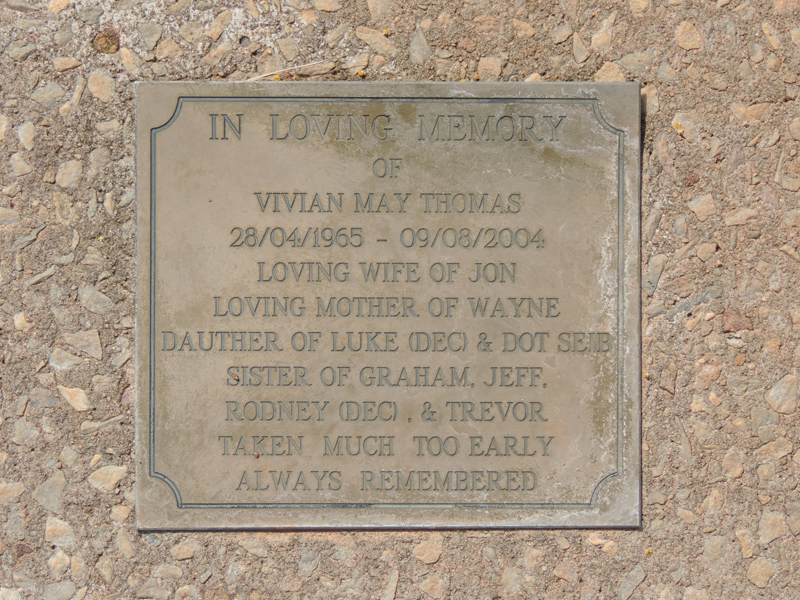 IN LOVING MEMORY
OF
VIVIAN MAY THOMAS
28/04/1965 - 09/08/2004
LOVING WIFE OF JON
LOVING MOTHER OF WAYNE
DAUTHER OF LUKE (DEC) & DOT SEIB
SISTER OF GRAHAM, JEFF,
RODNEY (DEC) , & TREVOR
TAKEN MUCH TOO EARLY
ALWAYS REMEMBERED